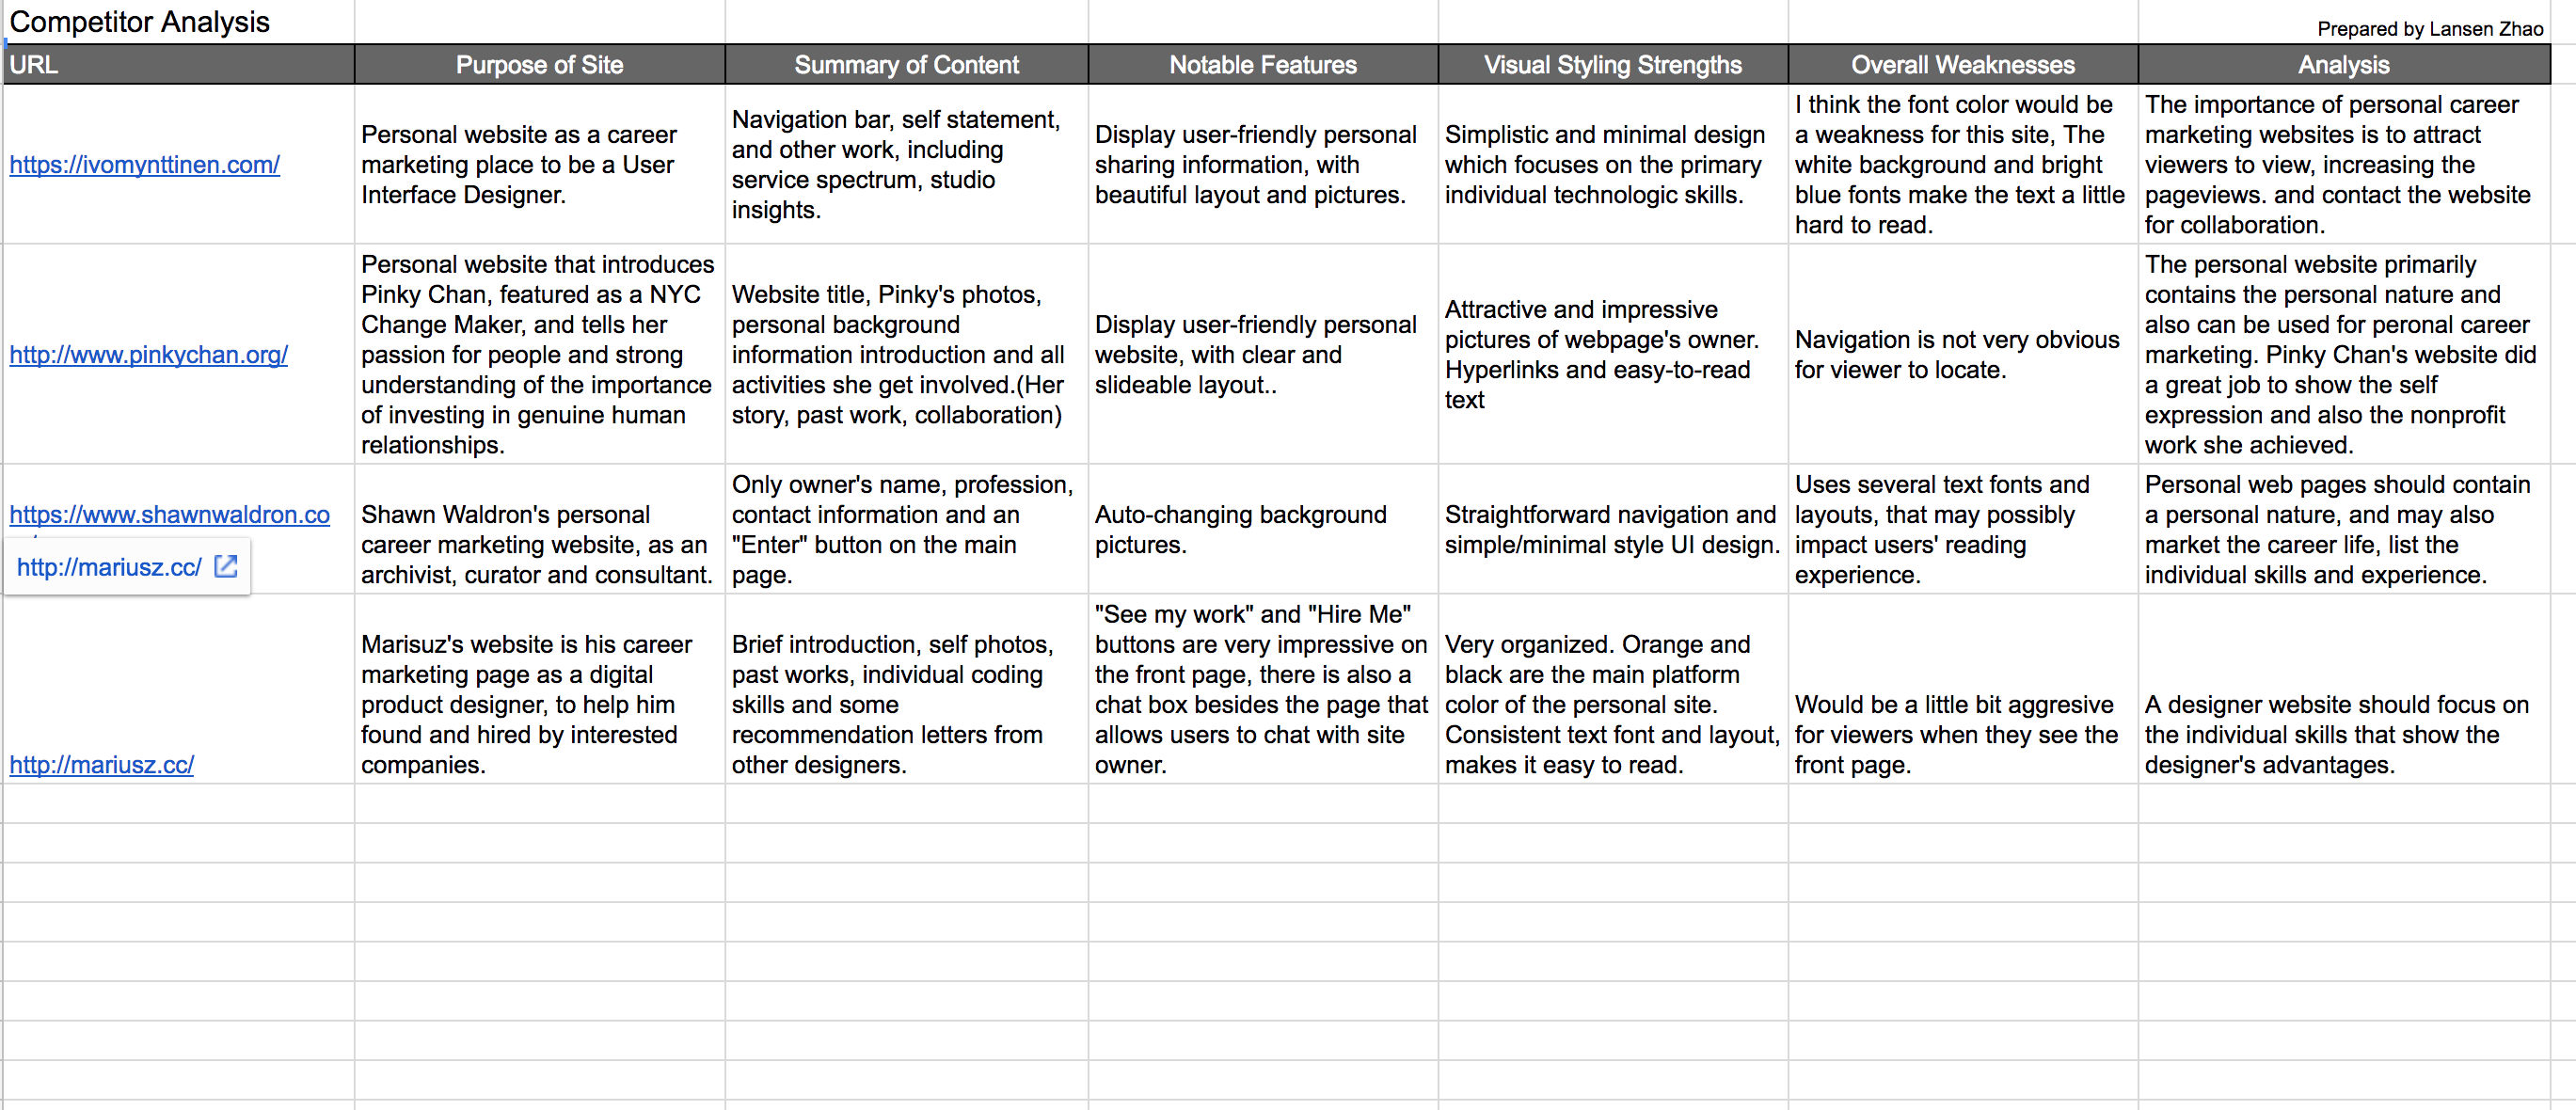 Competitor Analysis
Prepared by Lansen Zhao
URL
Purpose of Site
Summary of Content
Notable Features
Visual Styling Strengths
Overall Weaknesses
Analysis
https://ivomynttinen.com/
Personal website as a career
marketing place to be a User
Interface Designer.
Navigation bar, self statement,
and other work, including
service spectrum, studio
insights.
Display user-friendly personal
sharing information, with
beautiful layout and pictures.
Simplistic and minimal design
which focuses on the primary
individual technologic skills.
I think the font color would be
a weakness for this site, The
white background and bright
blue fonts make the text a little
hard to read.
The importance of personal career
marketing websites is to attract
viewers to view, increasing the
pageviews. and contact the website
for collaboration.
http://www.pinkychan.org/
Personal website that introduces
Pinky Chan, featured as a NYC
Change Maker, and tells her
passion for people and strong
understanding of the importance
of investing in genuine human
relationships.
Website title, Pinky's photos,
personal background
information introduction and all
activities she get involved.(Her
story, past work, collaboration)
Display user-friendly personal
website, with clear and
slideable layout..
Attractive and impressive
pictures of webpage's owner.
Hyperlinks and easy-to-read
text
Navigation is not very obvious
for viewer to locate.
The personal website primarily
contains the personal nature and
also can be used for peronal career
marketing. Pinky Chan's website did
a great job to show the self
expression and also the nonprofit
work she achieved.
https://www.shawnwaldron.co
http://mariusz.cc/
Shawn Waldron's personal
career marketing website, as an
archivist, curator and consultant.
Only owner's name, profession,
contact information and an
"Enter" button on the main
page.
Auto-changing background
pictures.
Straightforward navigation and
simple/minimal style UI design.
Uses several text fonts and
layouts, that may possibly
impact users' reading
experience.
Personal web pages should contain
a personal nature, and may also
market the career life, list the
individual skills and experience.
http://mariusz.cc/
Marisuz's website is his career
marketing page as a digital
product designer, to help him
found and hired by interested
companies.
Brief introduction, self photos,
past works, individual coding
skills and some
recommendation letters from
other designers.
"See my work" and "Hire Me"
buttons are very impressive on
the front page, there is also a
chat box besides the page that
allows users to chat with site
owner.
Very organized. Orange and
black are the main platform
color of the personal site.
Consistent text font and layout,
makes it easy to read.
Would be a little bit aggresive
for viewers when they see the
front page.
A designer website should focus on
the individual skills that show the
designer's advantages.